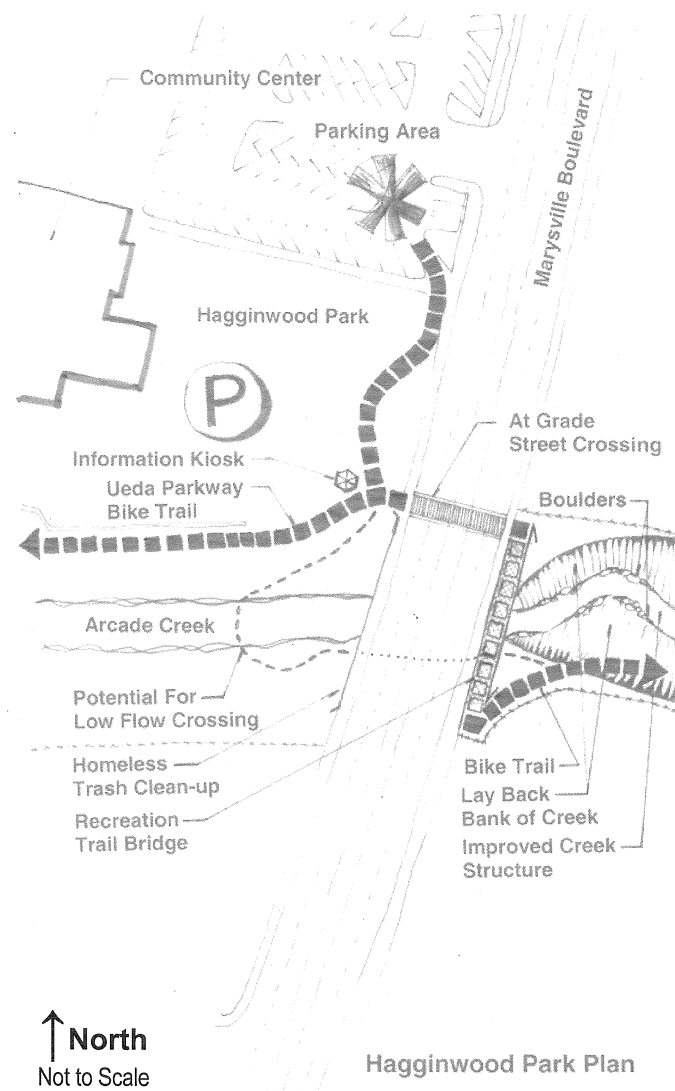 Community Center
Parking Area
Marysville Boulevard
Hagginwood Park
P
At Grade
Street Crossing
Information Kiosk
Ueda Parkway
Bike Trail
Boulders
Arcade Creek
Potential For
Low Flow Crossing
Homeless
Trash Clean-up
Recreation
Trail Bridge
Bike Trail
Lay Back
Bank of Creek
Improved Creek
Structure
North
Not to Scale
Hagginwood Park Plan